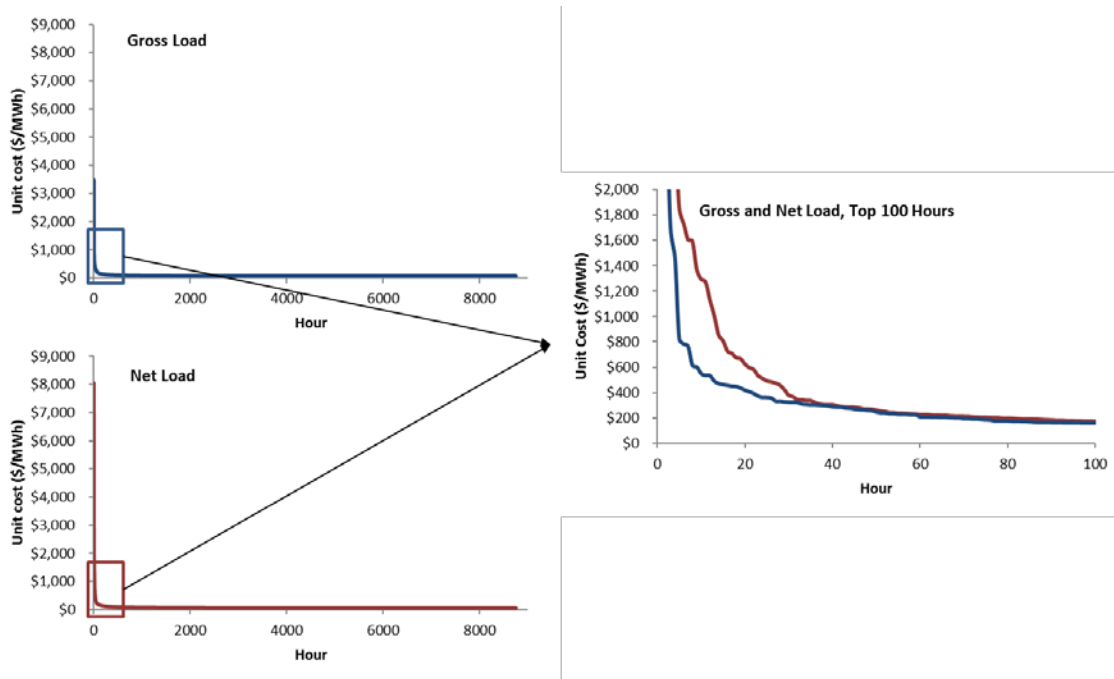 Gross Load
Unit cost ($/MWh)
$9,000
$8,000
$7,000
$6,000
$5,000
$4,000
$3,000
$2,000
$1,000
$0
0 2000 4000 6000 8000
Hour
Net Load
Unit cost ($/MWh)
$9,000
$8,000
$7,000
$6,000
$5,000
$4,000
$3,000
$2,000
$1,000
$0
0 2000 4000 6000 8000
Hour
Gross and Net Load, Top 100 Hours
Unit Cost ($/MWh)
$2,000
$1,800
$1,600
$1,400
$1,200
$1,000
$800
$600
$400
$200
$0
0 20 40 60 80 100
Hour